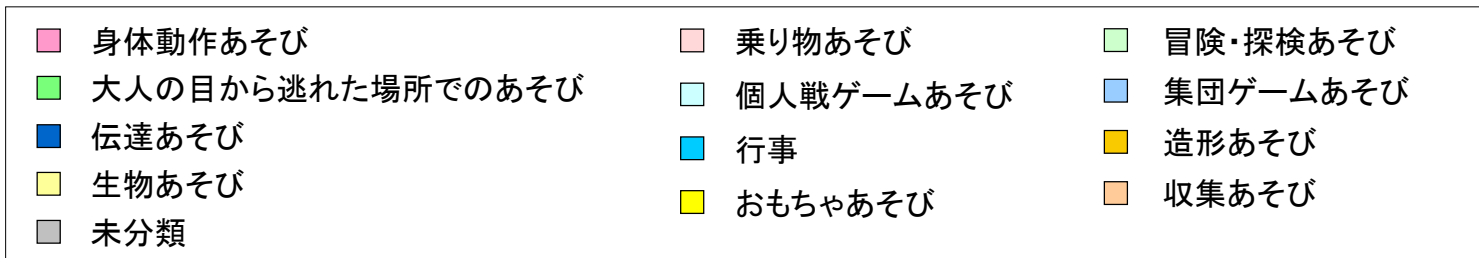 身体動作あそび
大人の目から逃れた場所でのあそび
伝達あそび
生物あそび
未分類
乗り物あそび
個人戦ゲームあそび
行事
おもちゃあそび
冒険・探検あそび
集団ゲームあそび
造形あそび
収集あそび